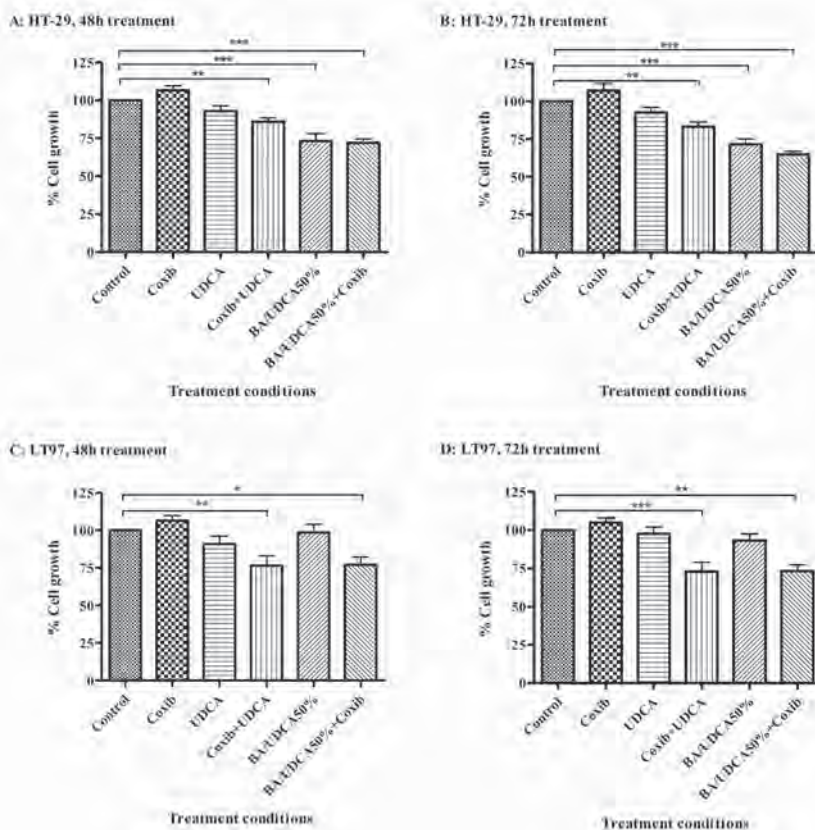 A: HT-29, 48h treatment
***
***
**
125
100
75
50
25
0
% Cell growth
Control
Coxib
UDCA
Coxib+UDCA
BA/UDCA50%
BA/UDCA50%+Coxib
Treatment conditions
B: HT-29, 72h treatment
***
***
**
125
100
75
50
25
0
% Cell growth
Control
Coxib
UDCA
Coxib+UDCA
BA/UDCA50%
BA/UDCA50%+Coxib
Treatment conditions
C: LT97, 48h treatment
*
**
125
100
75
50
25
0
% Cell growth
Control
Coxib
UDCA
Coxib+UDCA
BA/UDCA50%
BA/UDCA50%+Coxib
Treatment conditions
D: LT97, 72h treatment
**
***
125
100
75
50
25
0
% Cell growth
Control
Coxib
UDCA
Coxib+UDCA
BA/UDCA50%
BA/UDCA50%+Coxib
Treatment conditions